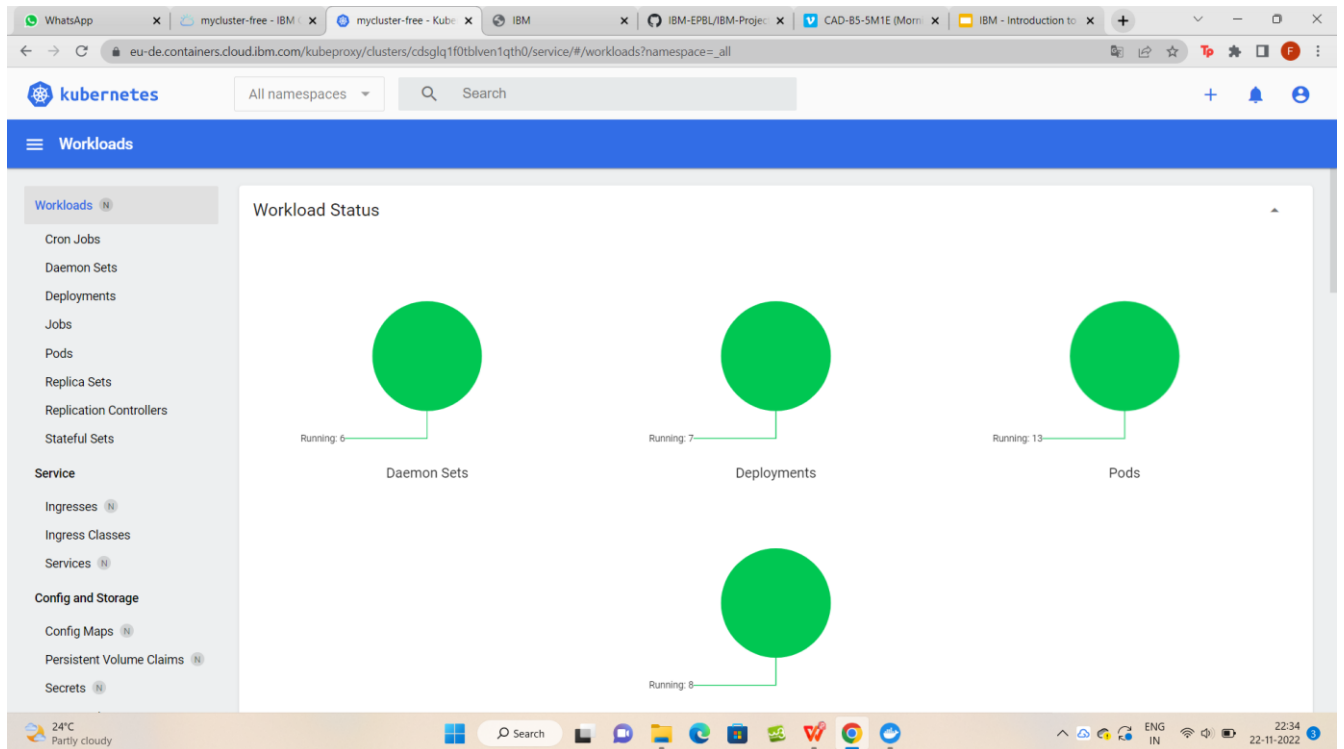 WhatsApp
mycluster-free - IBM C
mycluster-free - Kube
IBM
IBM-EPBL/IBM-Projec
CAD-B5-5M1E (Morn
IBM - Introduction to
eu-de.containers.cloud.ibm.com/kubeproxy/clusters/cdsglq1f0tblven1qth0/service/#/workloads?namespace=_all
Tp
F
kubernetes
All namespaces
Search
Workloads
Workloads N
Cron Jobs
Daemon Sets
Deployments
Jobs
Pods
Replica Sets
Replication Controllers
Stateful Sets
Service
Ingresses N
Ingress Classes
Services N
Config and Storage
Config Maps N
Persistent Volume Claims N
Secrets N
Workload Status
Running: 6
Daemon Sets
Running: 7
Deployments
Running: 13
Pods
Running: 8
24°C
Partly cloudy
Search
ENG
IN
22:34
22-11-2022
3